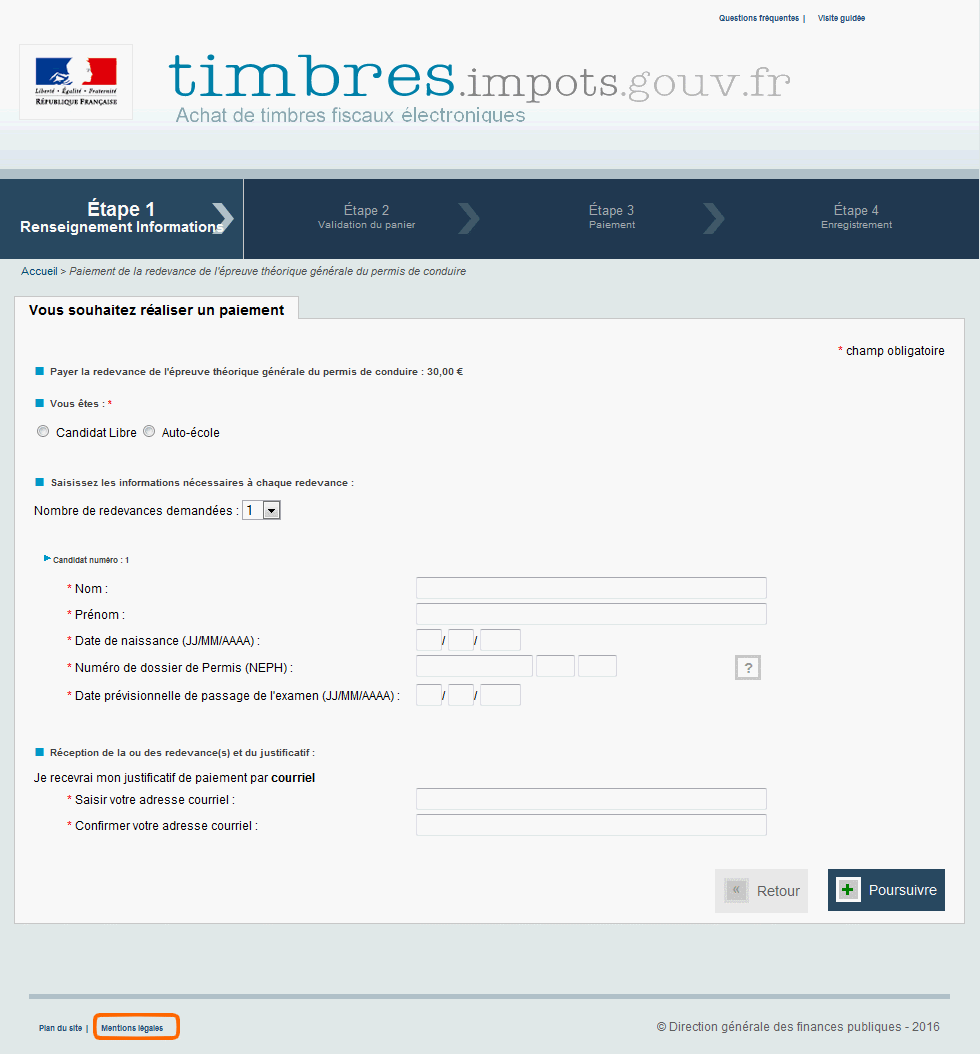 Questions fréquentes | Visite guidée
Liberté • Égalité • Fraternité
RÉPUBLIQUE FRANÇAISE
timbres.impots.gouv.fr
Achat de timbres fiscaux électroniques
Étape 1
Renseignement Informations
Étape 2
Validation du panier
Étape 3
Paiement
Étape 4
Enregistrement
Accueil > Paiement de la redevance de l'épreuve théorique générale du permis de conduire
Vous souhaitez réaliser un paiement
* champ obligatoire
Payer la redevance de l'épreuve théorique générale du permis de conduire : 30,00 €
Vous êtes : *
Candidat Libre Auto-école
Saisissez les informations nécessaires à chaque redevance :
Nombre de redevances demandées : 1
Candidat numéro : 1
* Nom :
* Prénom :
* Date de naissance (JJ/MM/AAAA) : / /
* Numéro de dossier de Permis (NEPH) : ?
* Date prévisionnelle de passage de l'examen (JJ/MM/AAAA) : / /
Réception de la ou des redevance(s) et du justificatif :
Je recevrai mon justificatif de paiement par courriel
* Saisir votre adresse courriel :
* Confirmer votre adresse courriel :
« Retour
Poursuivre
Plan du site | Mentions légales
© Direction générale des finances publiques - 2016